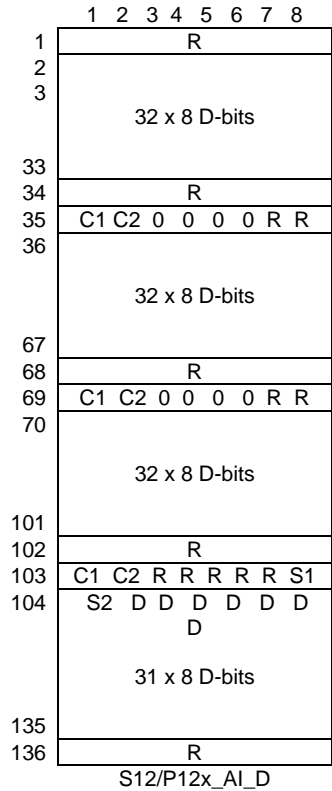 1 2 3 4 5 6 7 8
1 R
2
3
32 x 8 D-bits
33
34 R
35 C1 C2 0 0 0 0 R R
36
32 x 8 D-bits
67
68 R
69 C1 C2 0 0 0 0 R R
70
32 x 8 D-bits
101
102 R
103 C1 C2 R R R R R S1
104 S2 D D D D D D
D
31 x 8 D-bits
135
136 R
S12/P12x_AI_D